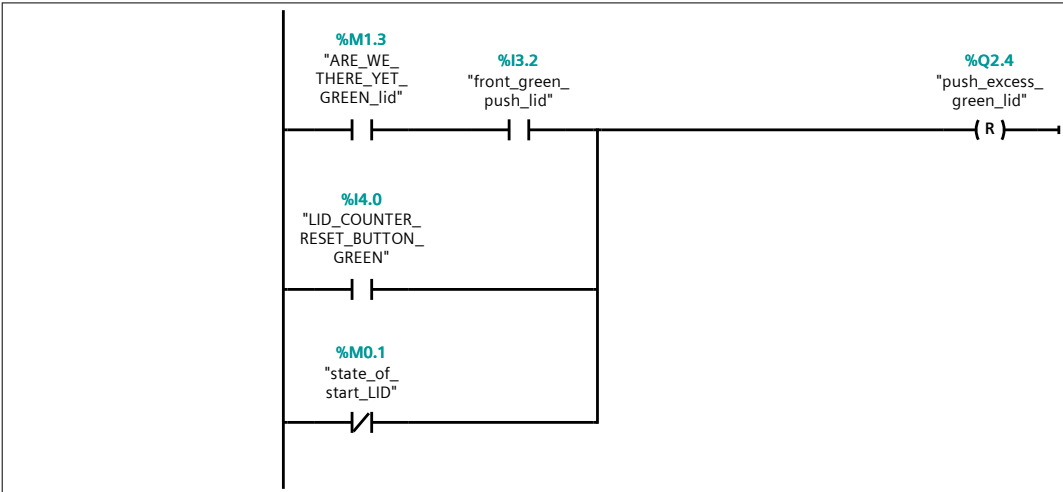 %M1.3
"ARE_WE_
THERE_YET_
GREEN_lid"
%I3.2
"front_green_
push_lid"
%Q2.4
"push_excess_
green_lid"
R
%I4.0
"LID_COUNTER_
RESET_BUTTON_
GREEN"
%M0.1
"state_of_
start_LID"